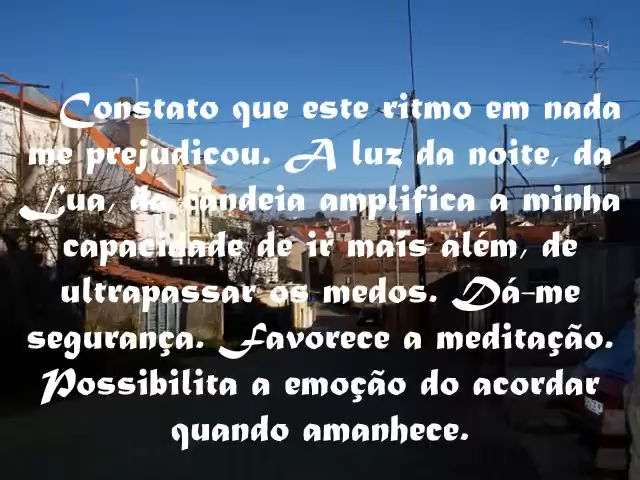 Constato que este ritmo em nada
me prejudicou. A luz da noite, da
Lua, da candeia amplifica a minha
capacidade de ir mais além, de
ultrapassar os medos. Dá-me
segurança. Favorece a meditação.
Possibilita a emoção do acordar
quando amanhece.